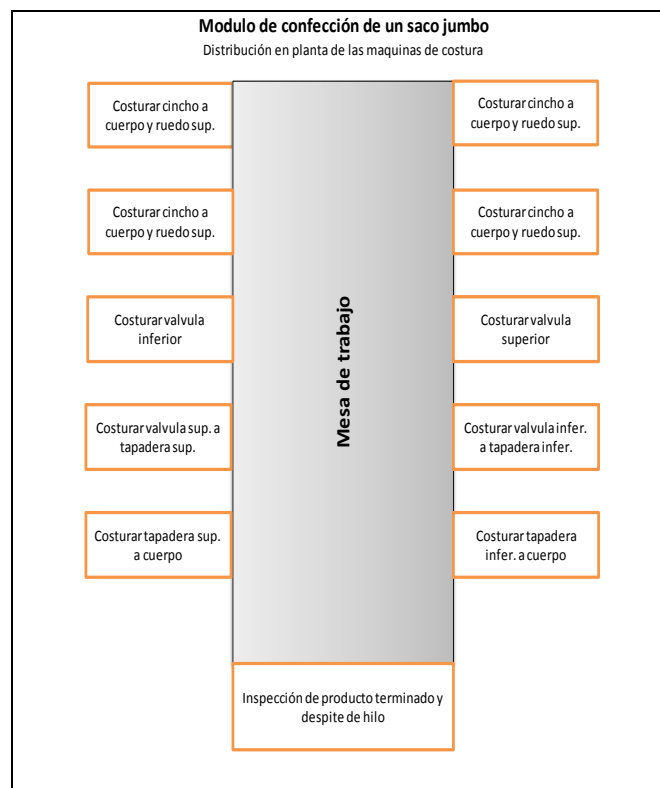 Modulo de confección de un saco jumbo
Distribución en planta de las maquinas de costura
Costurar cincho a
cuerpo y ruedo sup.
Costurar cincho a
cuerpo y ruedo sup.
Costurar cincho a
cuerpo y ruedo sup.
Costurar cincho a
cuerpo y ruedo sup.
Costurar valvula
inferior
Mesa de trabajo
Costurar valvula
superior
Costurar valvula sup. a
tapadera sup.
Costurar valvula infer.
a tapadera infer.
Costurar tapadera sup.
a cuerpo
Costurar tapadera
infer. a cuerpo
Inspección de producto terminado y
despite de hilo